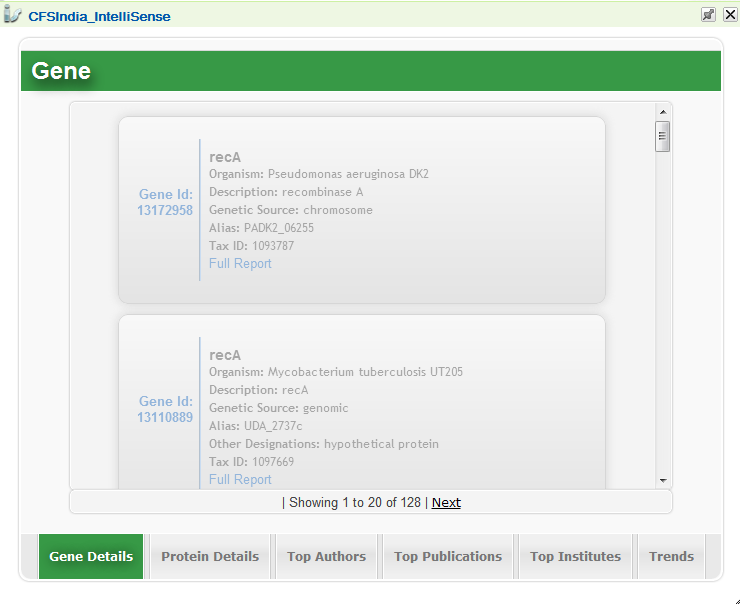 CFSIndia_IntelliSense
Gene
Gene Id:
13172958
recA
Organism: Pseudomonas aeruginosa DK2
Description: recombinase A
Genetic Source: chromosome
Alias: PADK2_06255
Tax ID: 1093787
Full Report
Gene Id:
13110889
recA
Organism: Mycobacterium tuberculosis UT205
Description: recA
Genetic Source: genomic
Alias: UDA_2737c
Other Designations: hypothetical protein
Tax ID: 1097669
Full Report
| Showing 1 to 20 of 128 | Next
Gene Details Protein Details Top Authors Top Publications Top Institutes Trends